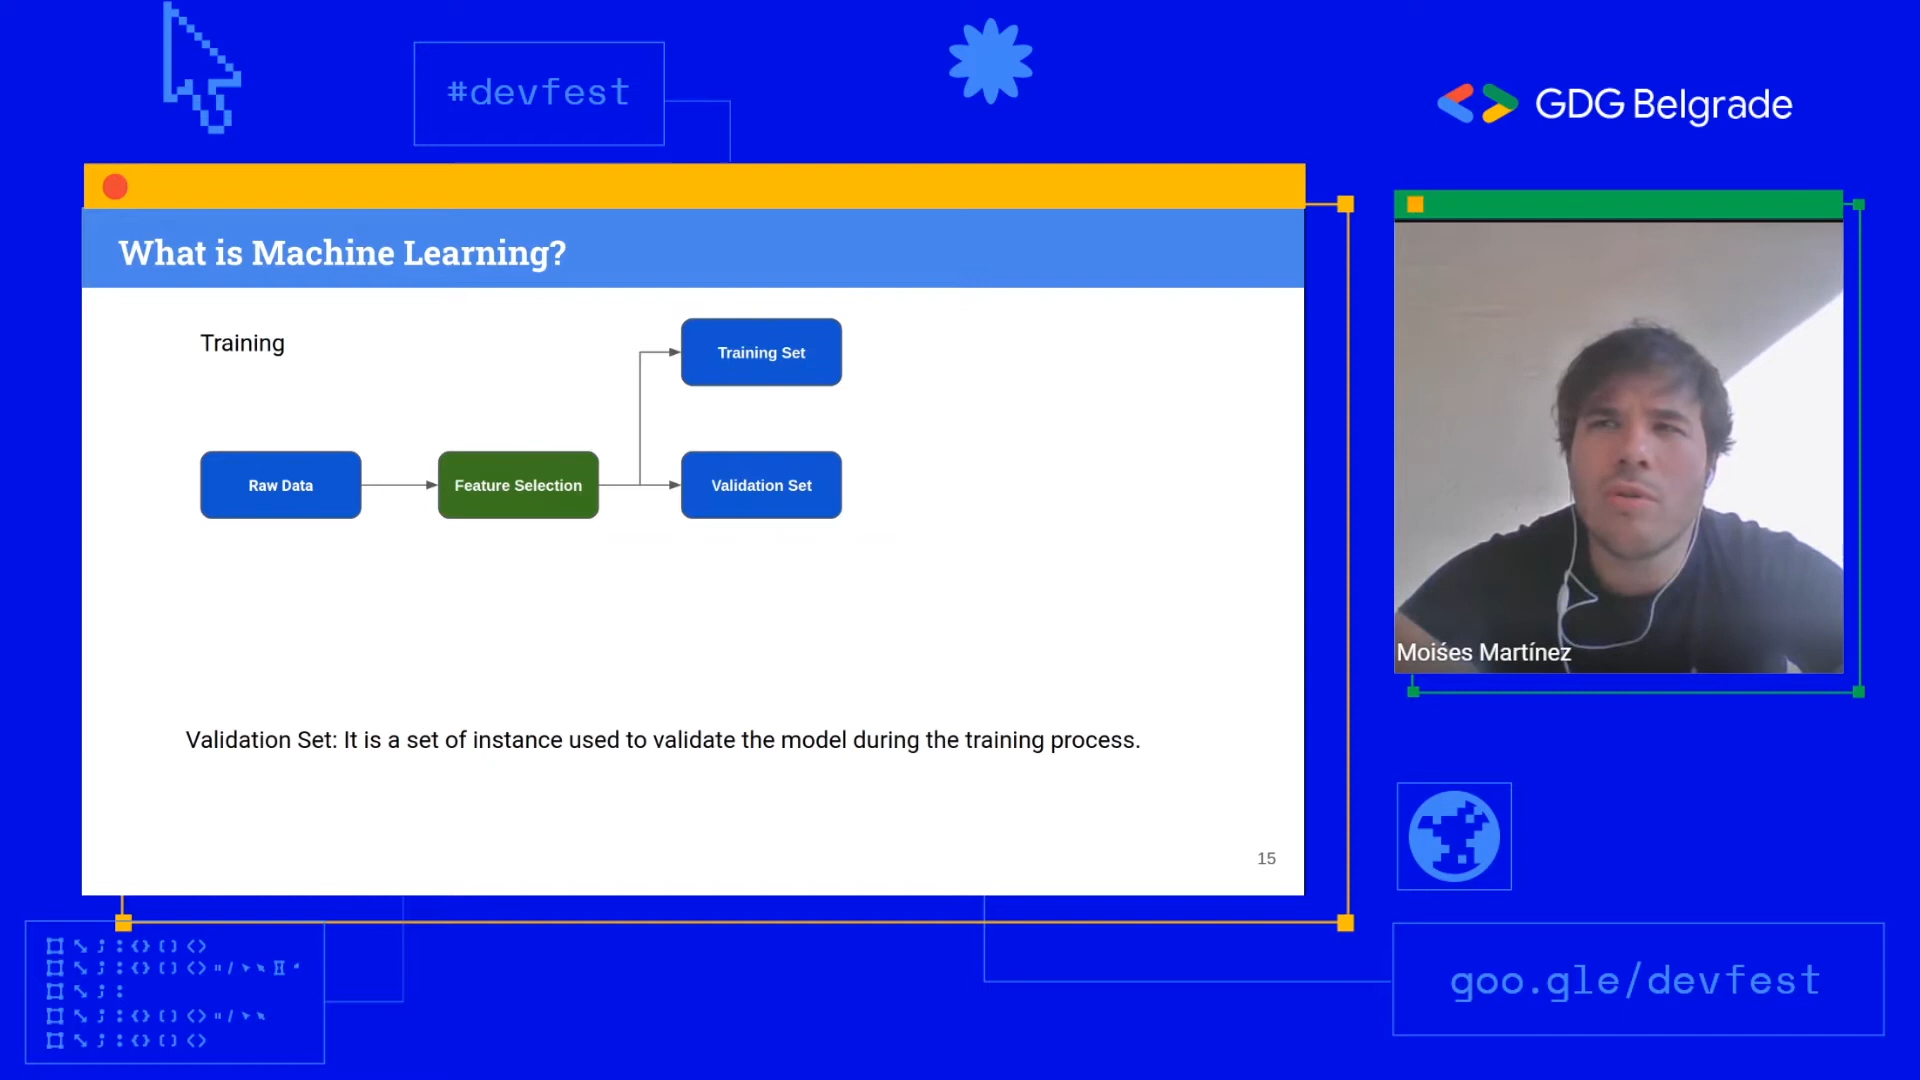 #devfest
GDG Belgrade
What is Machine Learning?
Training
Training Set
Raw Data
Feature Selection
Validation Set
Moiśes Martínez
Validation Set: It is a set of instance used to validate the model during the training process.
15
goo.gle/devfest